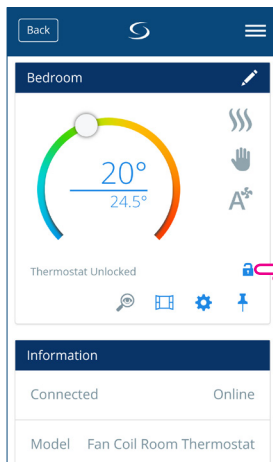 Back
Bedroom
20°
24.5°
A
Thermostat Unlocked
Information
Connected Online
Model Fan Coil Room Thermostat